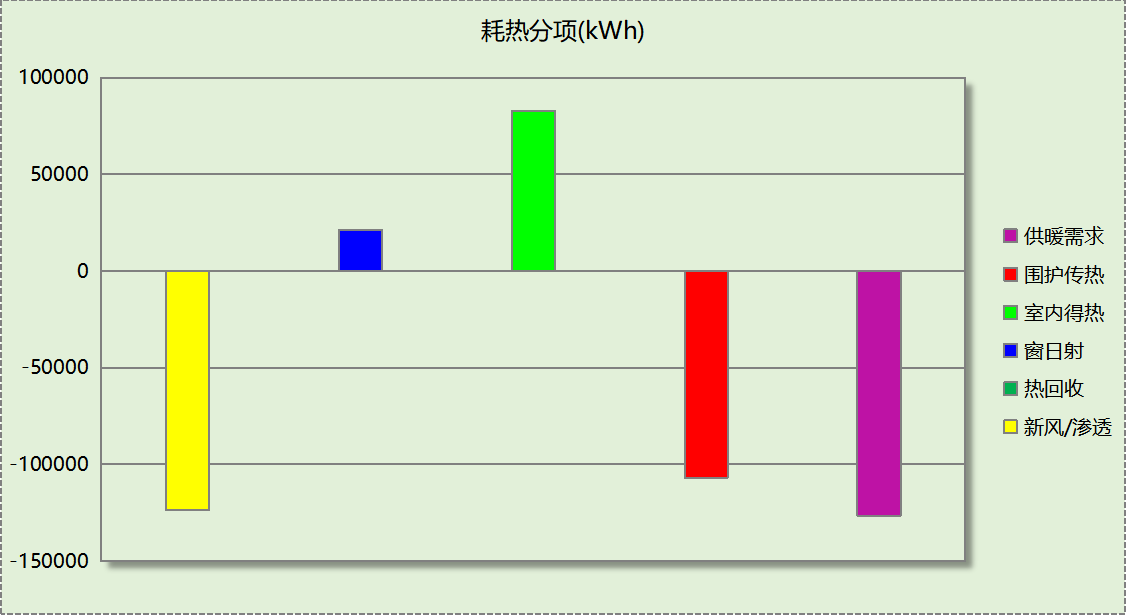 耗热分项(kWh)
100000
50000
0
-50000
-100000
-150000
供暖需求
围护传热
室内得热
窗日射
热回收
新风/渗透